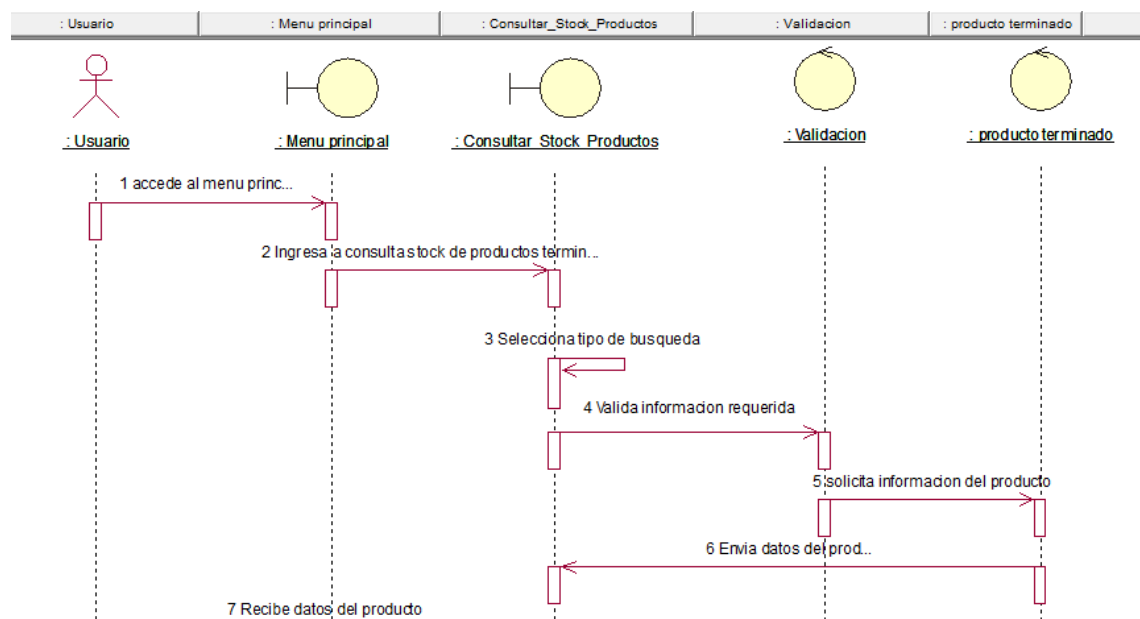 : Usuario
: Menu principal
: Consultar_Stock_Productos
: Validacion
: producto terminado
: Usuario
: Menu principal
: Consultar_Stock_Productos
: Validacion
: producto terminado
1 accede al menu princ...
2 Ingresa a consulta stock de productos termin...
3 Selecciona tipo de busqueda
4 Valida informacion requerida
5 solicita informacion del producto
6 Envia datos del prod...
7 Recibe datos del producto